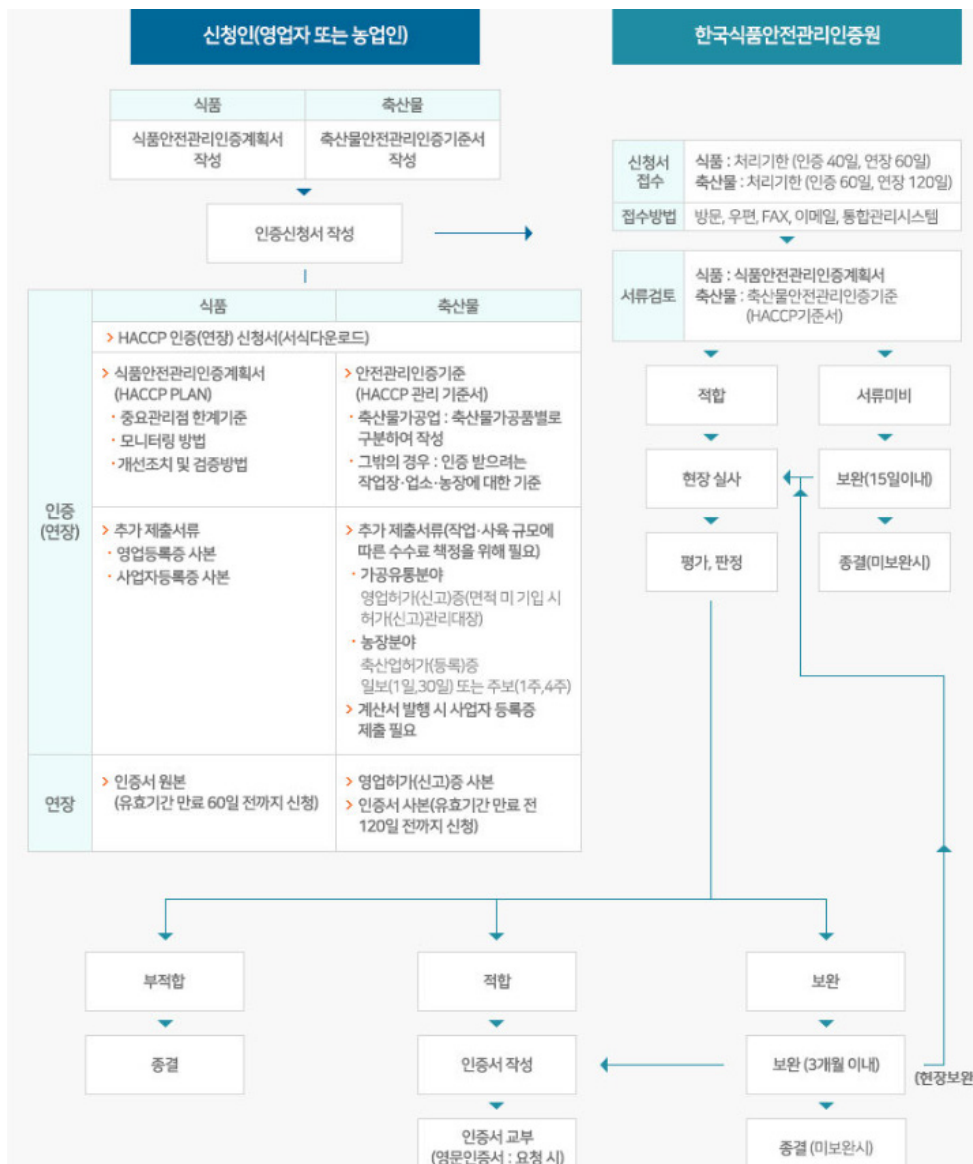 신청인(영업자 또는 농업인)
한국식품안전관리인증원
식품
축산물
식품안전관리인증계획서
작성
축산물안전관리인증기준서
작성
인증신청서 작성
신청서
접수
식품 : 처리기한 (인증 40일, 연장 60일)
축산물 : 처리기한 (인증 60일, 연장 120일)
접수방법
방문, 우편, FAX, 이메일, 통합관리시스템
서류검토
식품 : 식품안전관리인증계획서
축산물 : 축산물안전관리인증기준
(HACCP기준서)
적합
서류미비
현장 실사
보완(15일이내)
평가, 판정
종결(미보완시)
식품
축산물
인증
(연장)
> HACCP 인증(연장) 신청서(서식다운로드)
> 식품안전관리인증계획서
(HACCP PLAN)
· 중요관리점 한계기준
· 모니터링 방법
· 개선조치 및 검증방법
> 안전관리인증기준
(HACCP 관리 기준서)
· 축산물가공업 : 축산물가공품별로
구분하여 작성
· 그밖의 경우 : 인증 받으려는
작업장·업소·농장에 대한 기준
> 추가 제출서류
· 영업등록증 사본
· 사업자등록증 사본
> 추가 제출서류(작업·사육 규모에
따른 수수료 책정을 위해 필요)
· 가공유통분야
영업허가(신고)증(면적 미 기입 시
허가(신고)관리대장)
· 농장분야
축산업허가(등록)증
일보(1일,30일) 또는 주보(1주,4주)
> 계산서 발행 시 사업자 등록증
제출 필요
연장
> 인증서 원본
(유효기간 만료 60일 전까지 신청)
> 영업허가(신고)증 사본
> 인증서 사본(유효기간 만료 전
120일 전까지 신청)
부적합
적합
보완
종결
인증서 작성
보완 (3개월 이내)
(현장보완
인증서 교부
(영문인증서 : 요청 시)
종결 (미보완시)